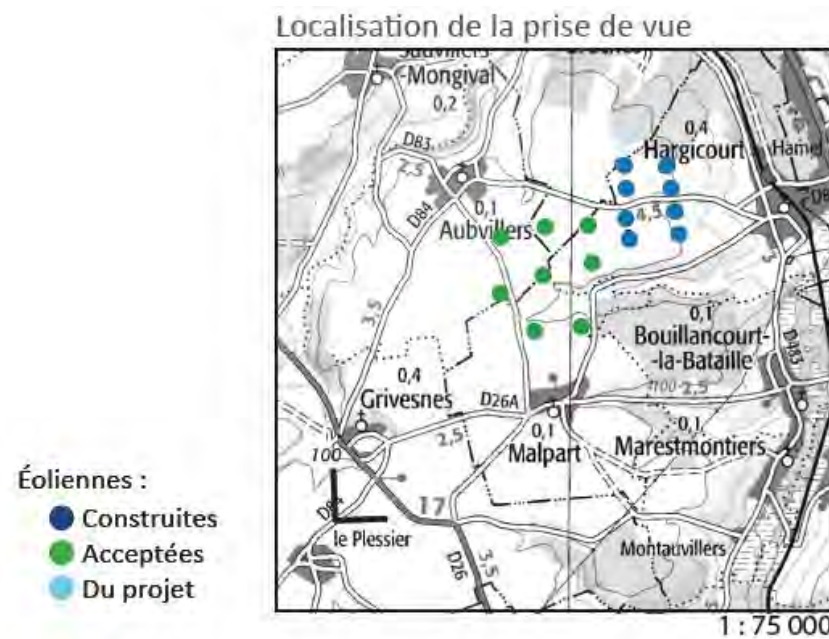 Localisation de la prise de vue
-Mongival
0,2
0,4
Hargicourt
Hamel
D83
2,5
D84
0,1
Aubvillers
4,5
3,5
0,1
Bouillancourt-
-la-Bataille
D483
100 2,5
0,4
Grivesnes
D26A
2,5
0,1
Malpart
0,1
Marestmontiers
100
17
le Plessier
D26
3,5
Montauvillers
5
Éoliennes :
Construites
Acceptées
Du projet
1 : 75 000